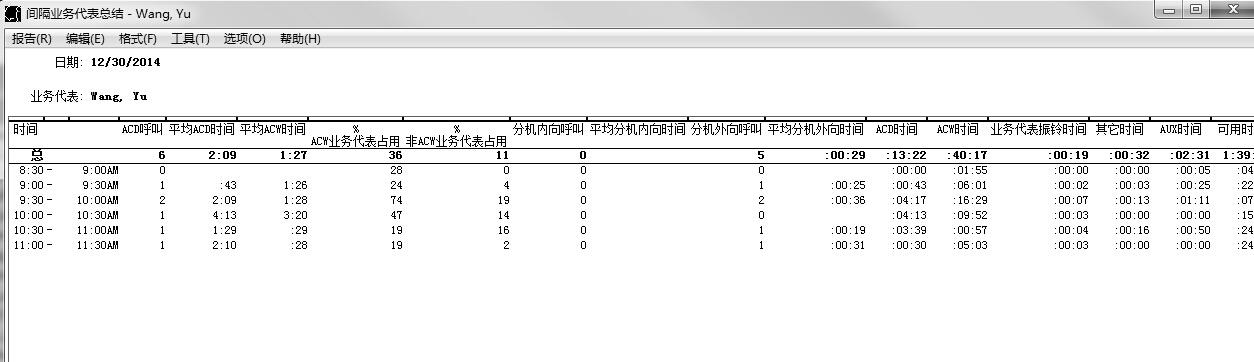 间隔业务代表总结 - Wang, Yu
报告(R) 编辑(E) 格式(F) 工具(T) 选项(O) 帮助(H)
日期: 12/30/2014
业务代表: Wang, Yu
时间 ACD呼叫 平均ACD时间 平均ACW时间 % ACW业务代表占用 % 非ACW业务代表占用 分机内向呼叫 平均分机内向时间 分机外向呼叫 平均分机外向时间 ACD时间 ACW时间 业务代表振铃时间 其它时间 AUX时间 可用时
总 6 2:09 1:27 36 11 0 5 :00:29 :13:22 :40:17 :00:19 :00:32 :02:31 1:39:
8:30- 9:00AM 0 28 0 0 0 :00:00 :01:55 :00:00 :00:00 :00:05 :04
9:00- 9:30AM 1 :43 1:26 24 4 0 1 :00:25 :00:43 :06:01 :00:02 :00:03 :00:25 :22
9:30- 10:00AM 2 2:09 1:28 74 19 0 2 :00:36 :04:17 :16:29 :00:07 :00:13 :01:11 :07
10:00- 10:30AM 1 4:13 3:20 47 14 0 0 :04:13 :09:52 :00:03 :00:00 :00:00 :15
10:30- 11:00AM 1 1:29 :29 19 16 0 1 :00:19 :03:39 :00:57 :00:04 :00:16 :00:50 :24
11:00- 11:30AM 1 2:10 :28 19 2 0 1 :00:31 :00:30 :05:03 :00:03 :00:00 :00:00 :24